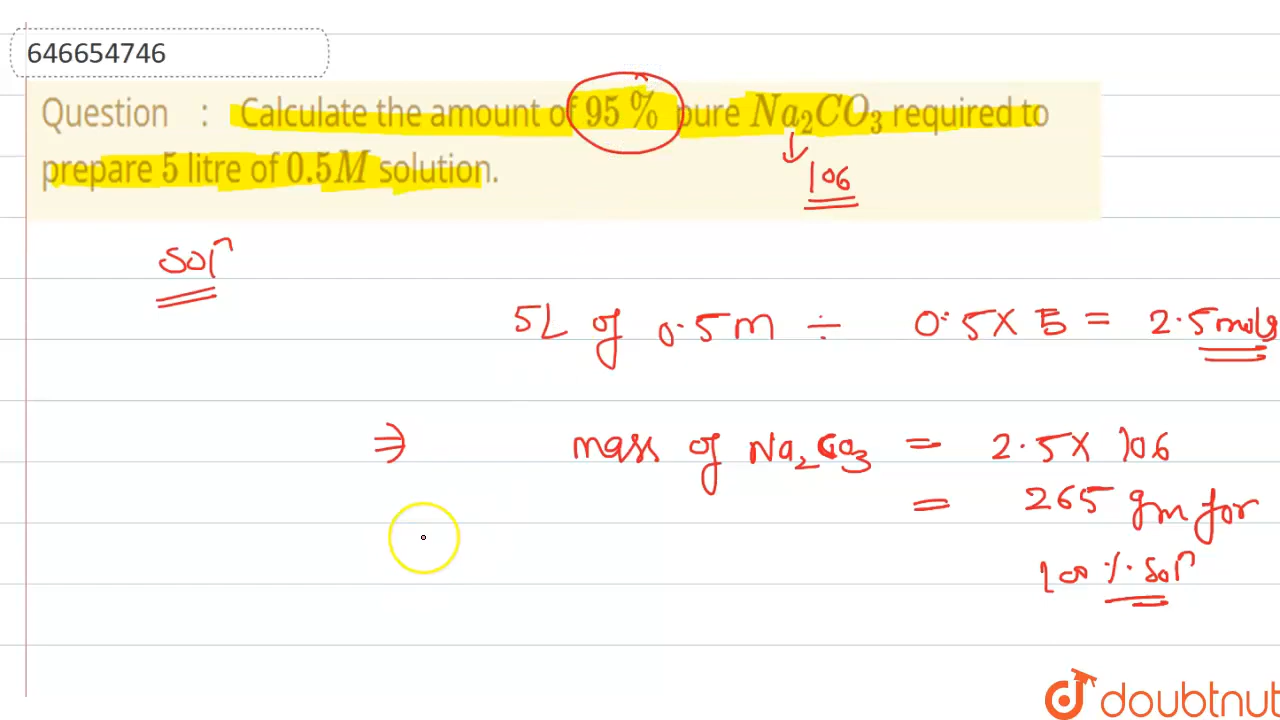 646654746
Question : Calculate the amount of 95 % pure Na₂CO₃ required to
prepare 5 litre of 0.5M solution.
106
Solⁿ
5L of 0.5m ÷ 0.5 X 5 = 2.5 mols
⇒ mass of Na₂CO₃ = 2.5 X 106
= 265 gm for
100 % Solⁿ
doubtnut